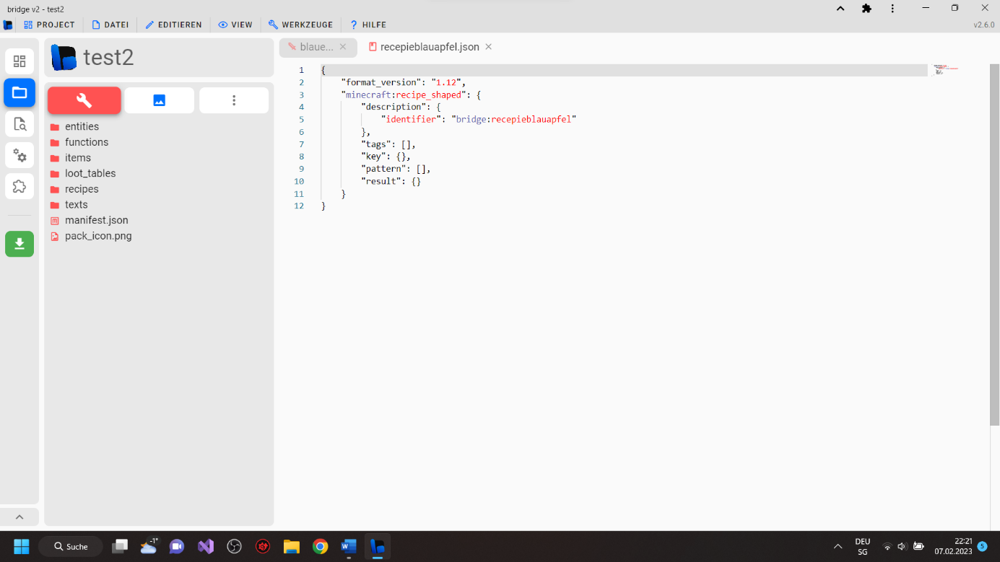 bridge v2 - test2
PROJECT DATEI EDITIEREN VIEW WERKZEUGE HILFE v2.6.0
test2
entities
functions
items
loot_tables
recipes
texts
manifest.json
pack_icon.png
blaue... recepieblauapfel.json
1 {
2 "format_version": "1.12",
3 "minecraft:recipe_shaped": {
4 "description": {
5 "identifier": "bridge:recepieblauapfel"
6 },
7 "tags": [],
8 "key": {},
9 "pattern": [],
10 "result": {}
11 }
12 }
Suche
-1°
DEU
SG
22:21
07.02.2023
5